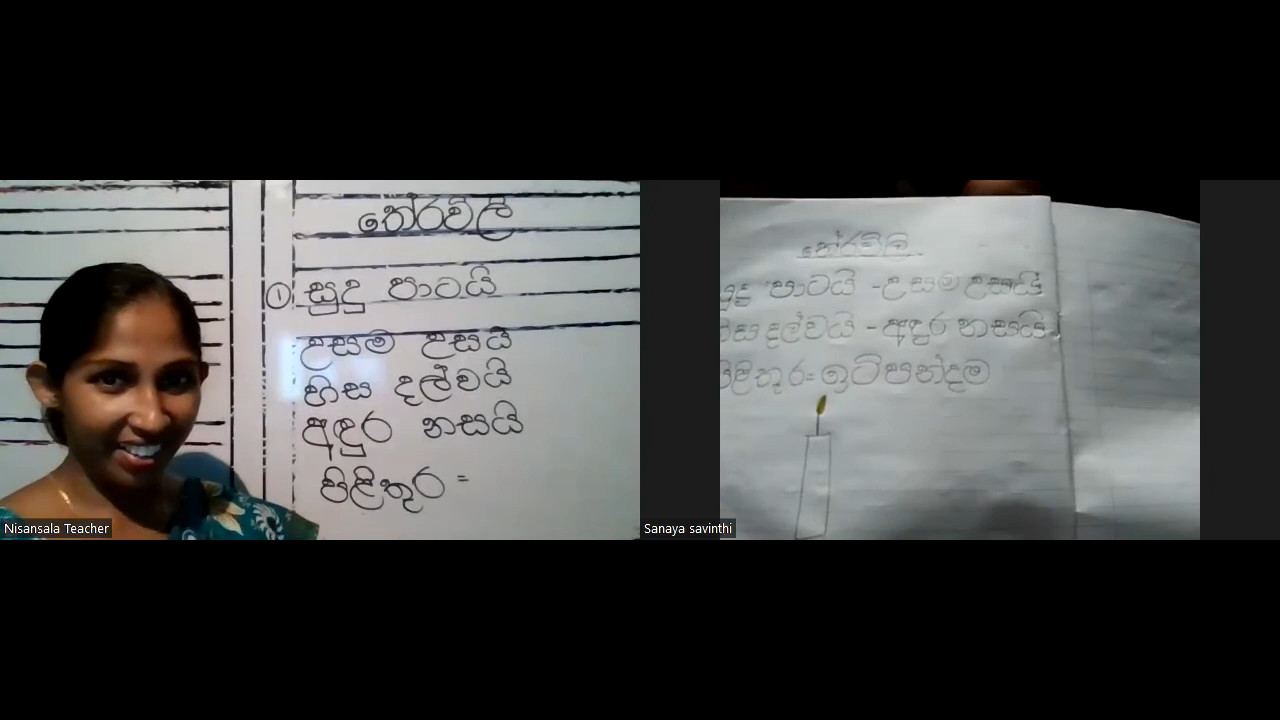 තේරවිලි
① සුදු පාටයි
උසම උසයි
හිස දල්වයි
අඳුර නසයි
පිළිතුර =
Nisansala Teacher
තේරවිලි
සුදු පාටයි - උසම උසයි
හිස දල්වයි - අඳුර නසයි
පිළිතුර = ඉටිපන්දම
Sanaya savinthi